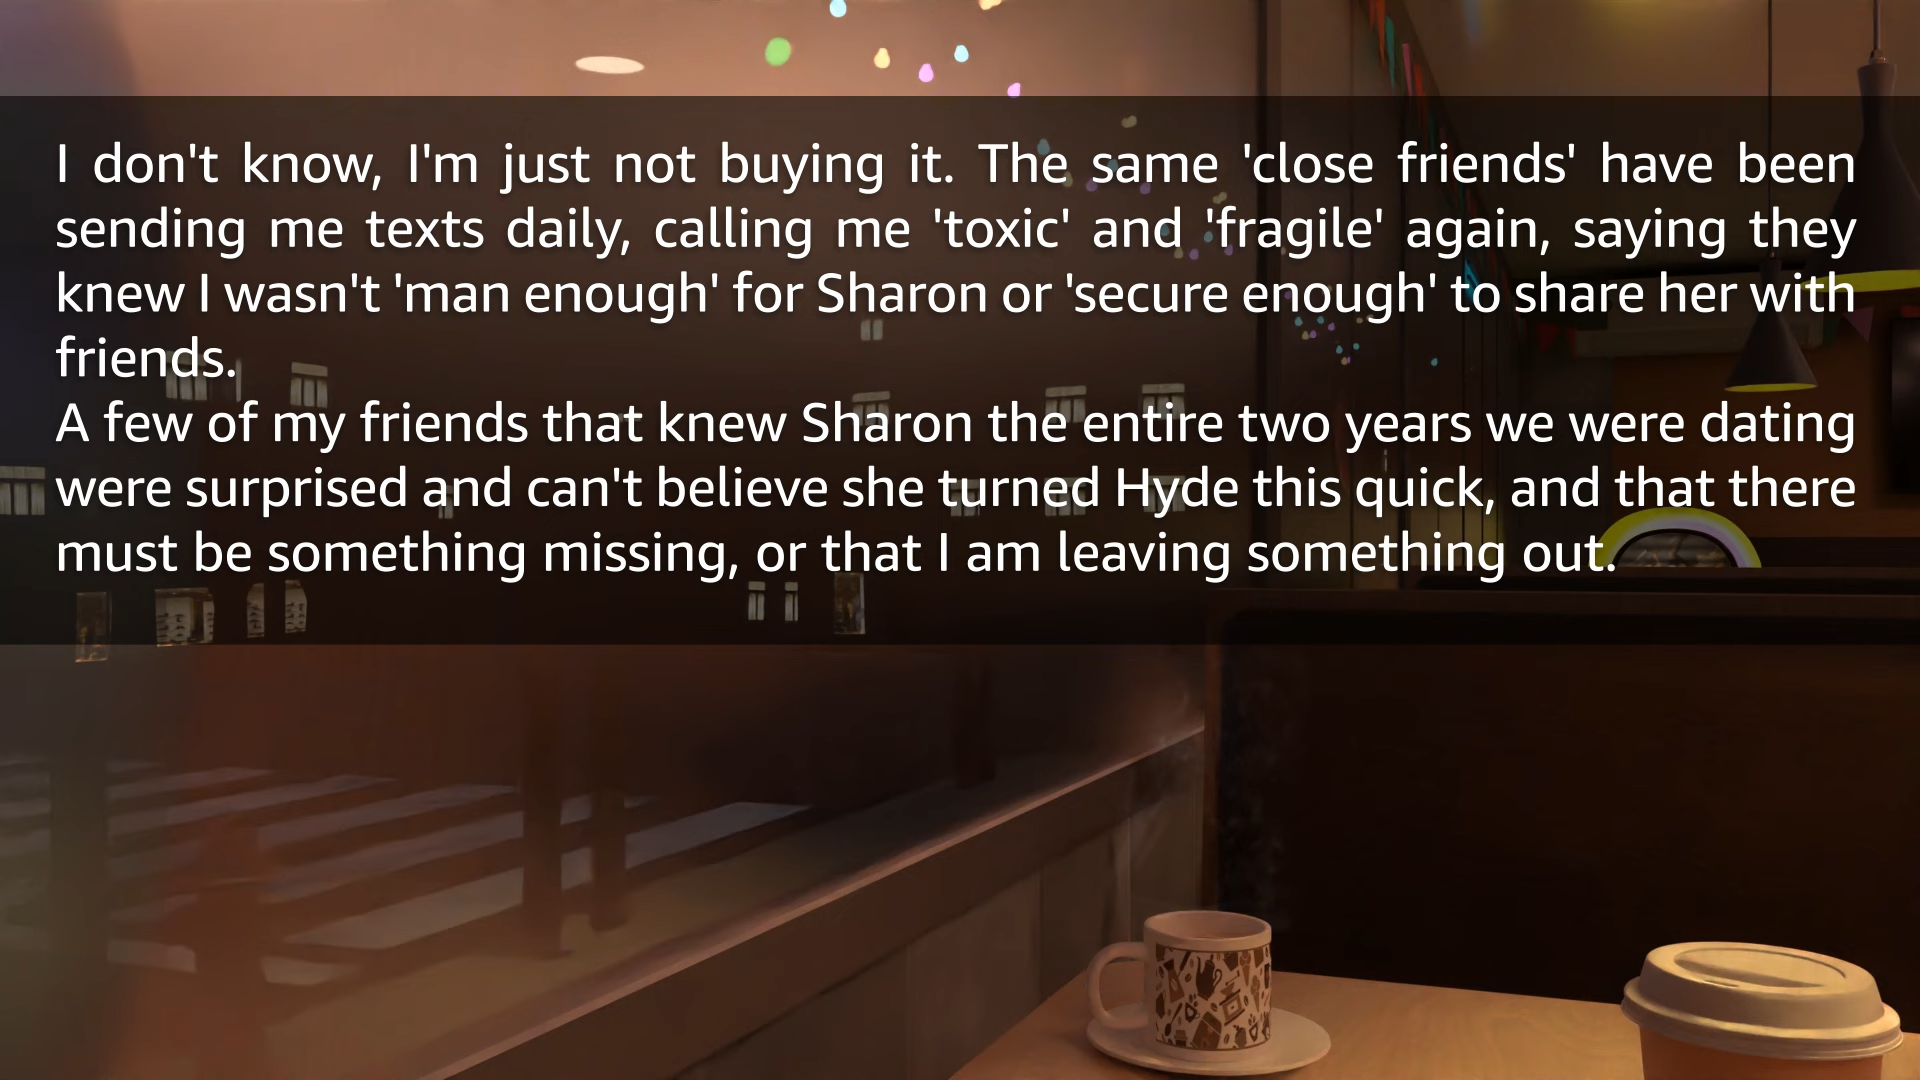 I don't know, I'm just not buying it. The same 'close friends' have been
sending me texts daily, calling me 'toxic' and 'fragile' again, saying they
knew I wasn't 'man enough' for Sharon or 'secure enough' to share her with
friends.
A few of my friends that knew Sharon the entire two years we were dating
were surprised and can't believe she turned Hyde this quick, and that there
must be something missing, or that I am leaving something out.